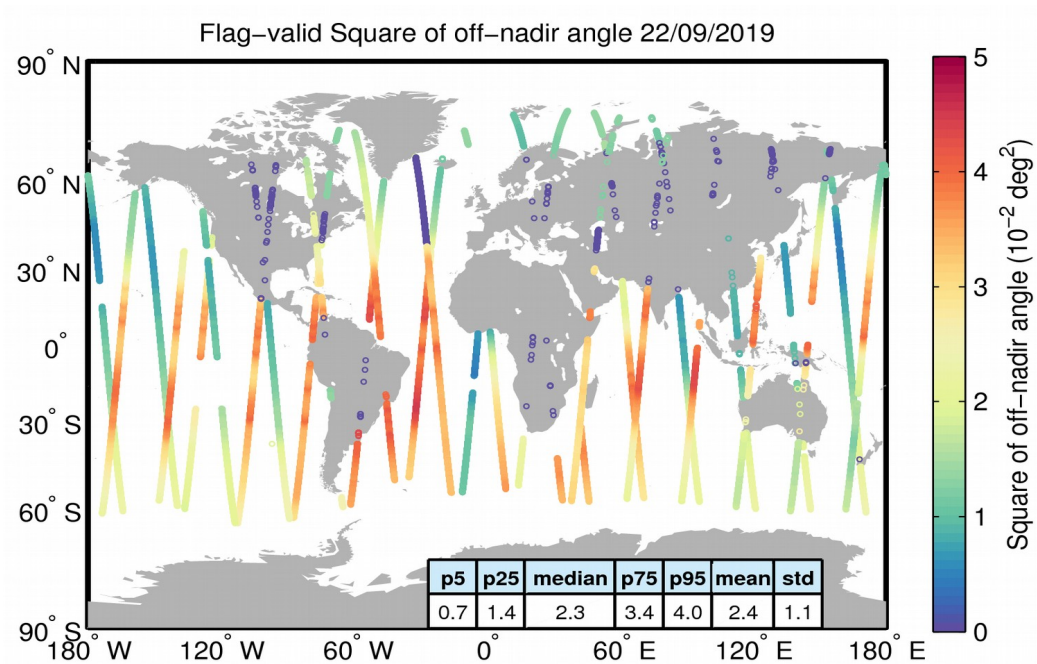 Flag−valid Square of off−nadir angle 22/09/2019
90° N
60° N
30° N
0°
30° S
60° S
90° S
180° W
120° W
60° W
0°
60° E
120° E
180° E
p5 p25 median p75 p95 mean std
0.7 1.4 2.3 3.4 4.0 2.4 1.1
5
4
3
2
1
0
Square of off−nadir angle (10⁻² deg²)